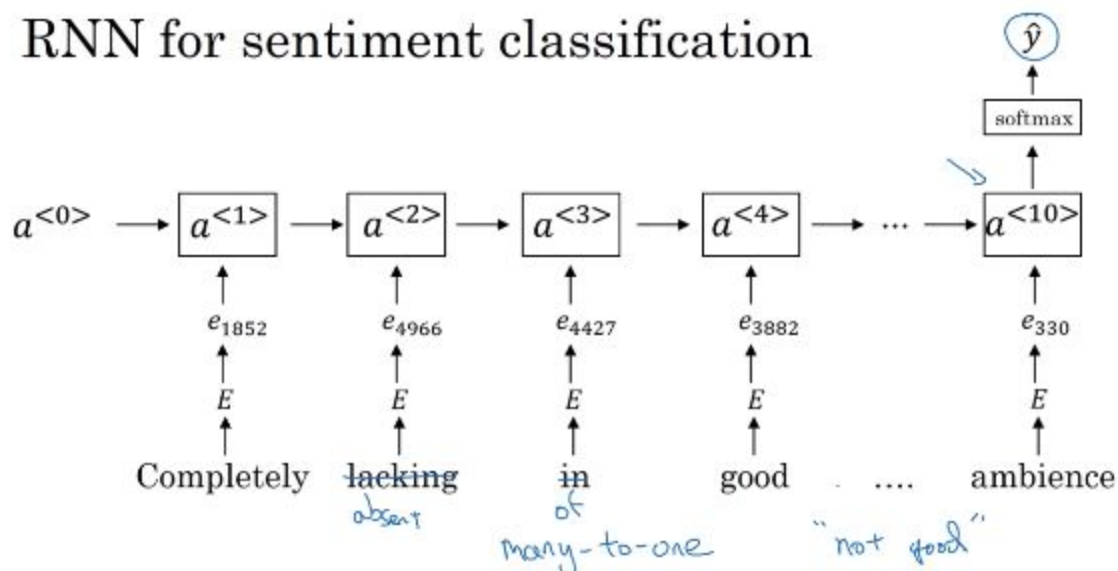 RNN for sentiment classification
ŷ
softmax
a<0> a<1> a<2> a<3> a<4> ... a<10>
e1852 e4966 e4427 e3882 e330
E E E E E
Completely lacking in good .... ambience
absent of
many-to-one "not good"